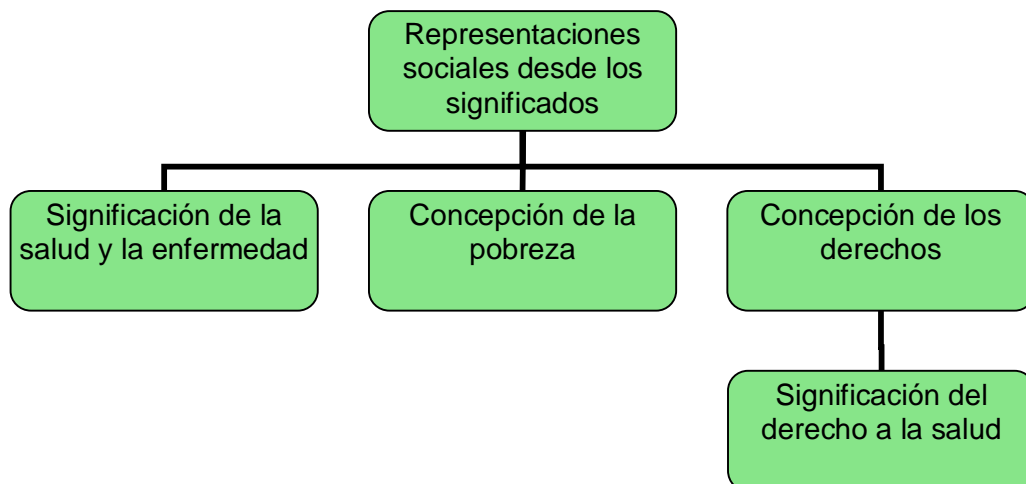 Representaciones
sociales desde los
significados
Significación de la
salud y la enfermedad
Concepción de la
pobreza
Concepción de los
derechos
Significación del
derecho a la salud